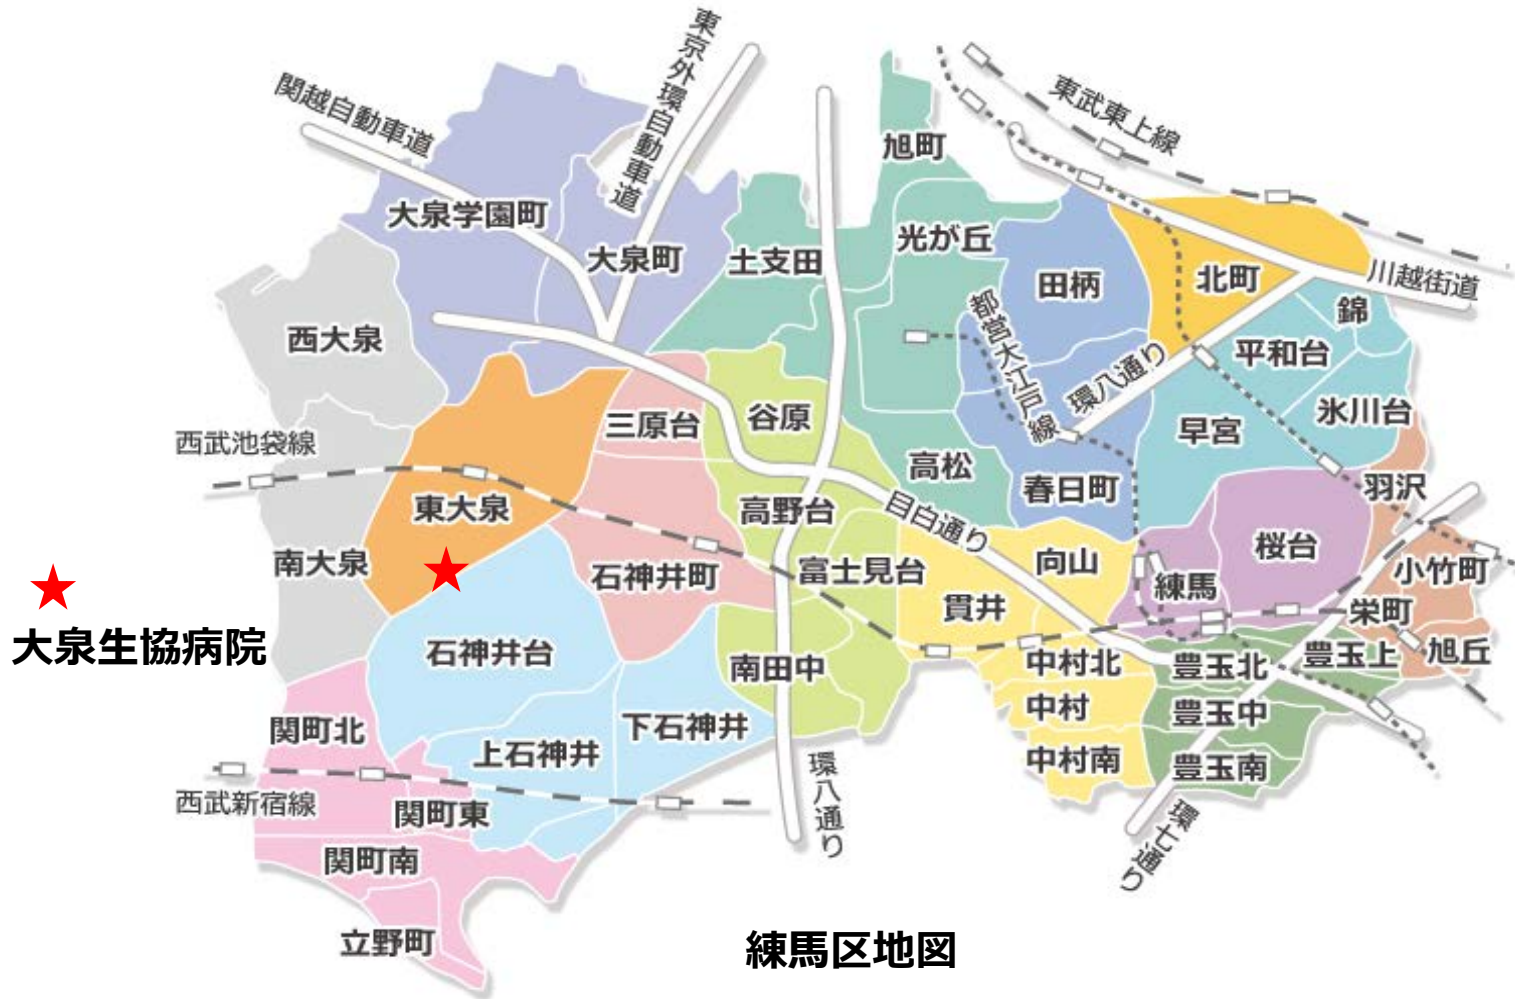 東京外環自動車道
関越自動車道
東武東上線
旭町
大泉学園町
光が丘
大泉町
土支田
田柄
北町
川越街道
都営大江戸線
錦
西大泉
平和台
環八通り
氷川台
三原台
谷原
早宮
西武池袋線
高松
春日町
羽沢
東大泉
高野台
目白通り
桜台
南大泉
石神井町
富士見台
向山
練馬
小竹町
貫井
栄町
大泉生協病院
石神井台
南田中
中村北
豊玉北
豊玉上
旭丘
中村
豊玉中
関町北
下石神井
上石神井
中村南
豊玉南
西武新宿線
関町東
環八通り
環七通り
関町南
立野町
練馬区地図